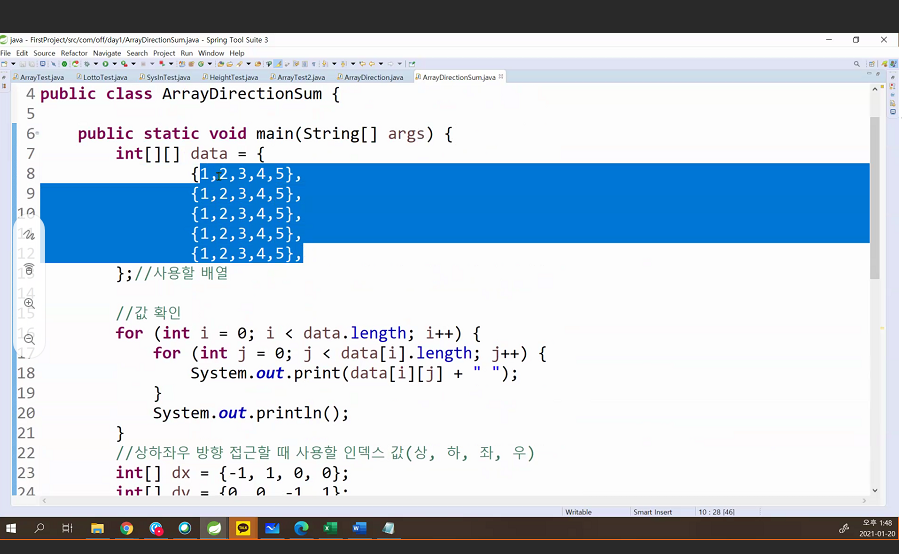 java - FirstProject/src/com/off/day1/ArrayDirectionSum.java - Spring Tool Suite 3
File Edit Source Refactor Navigate Search Project Run Window Help
ArrayTest.java LottoTest.java SysInTest.java HeightTest.java ArrayTest2.java ArrayDirection.java ArrayDirectionSum.java
4 public class ArrayDirectionSum {
5
6 public static void main(String[] args) {
7 int[][] data = {
8 {1,2,3,4,5},
9 {1,2,3,4,5},
10 {1,2,3,4,5},
{1,2,3,4,5},
12 {1,2,3,4,5},
13 };//사용할 배열
14
15 //값 확인
16 for (int i = 0; i < data.length; i++) {
17 for (int j = 0; j < data[i].length; j++) {
18 System.out.print(data[i][j] + " ");
19 }
20 System.out.println();
21 }
22 //상하좌우 방향 접근할 때 사용할 인덱스 값(상, 하, 좌, 우)
23 int[] dx = {-1, 1, 0, 0};
24 int[] dy = {0, 0, -1, 1};
Writable Smart Insert 10 : 28 [46]
TALK
오후 1:48
2021-01-20